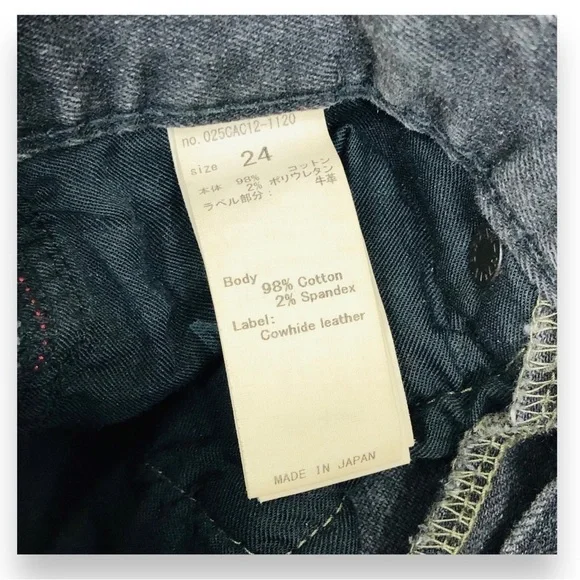 no.025CAC12-1120
size 24
本体 98% コットン
2% ポリウレタン
ラベル部分: 牛革
Body 98% Cotton
2% Spandex
Label:
Cowhide leather
MADE IN JAPAN